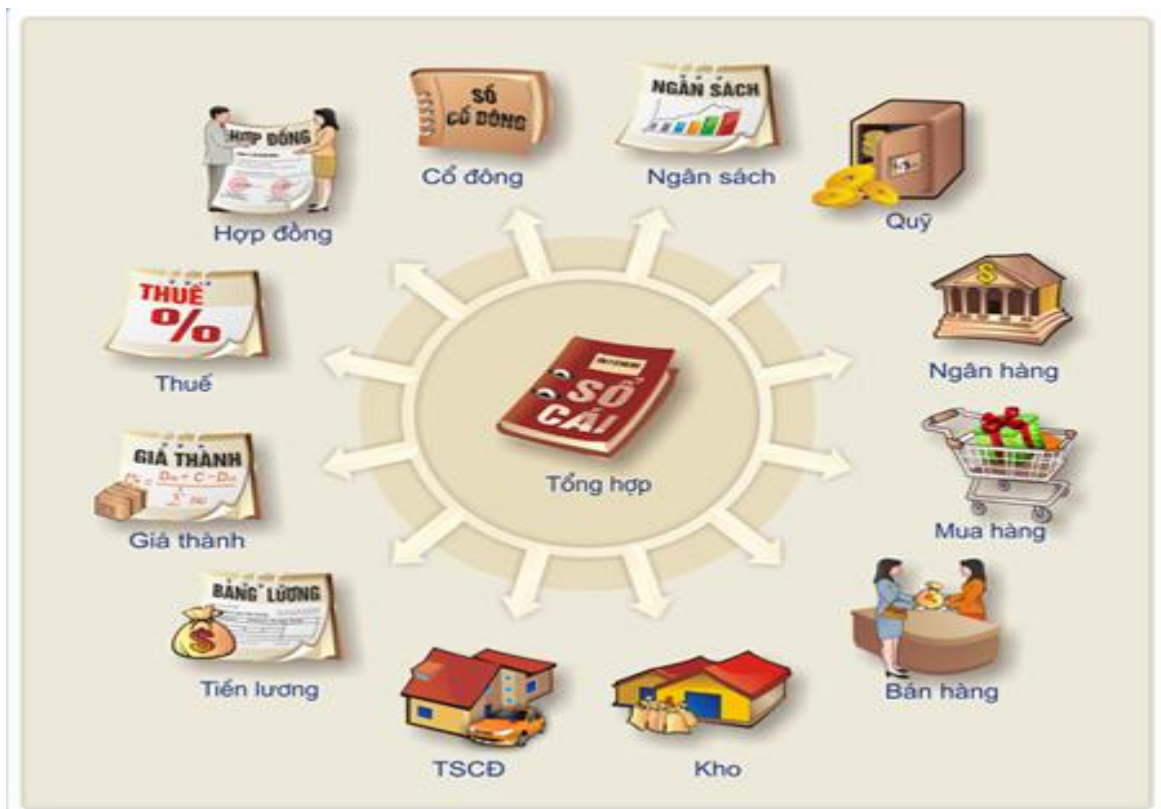 SỔ
CỔ ĐÔNG
Cổ đông
NGÂN SÁCH
Ngân sách
Quỹ
HỢP ĐỒNG
Hợp đồng
$
Ngân hàng
THUẾ
%
Thuế
SỔ
CÁI
Tổng hợp
Mua hàng
GIÁ THÀNH
Giá thành
BẢNG LƯƠNG
$
Tiền lương
Bán hàng
TSCĐ
Kho